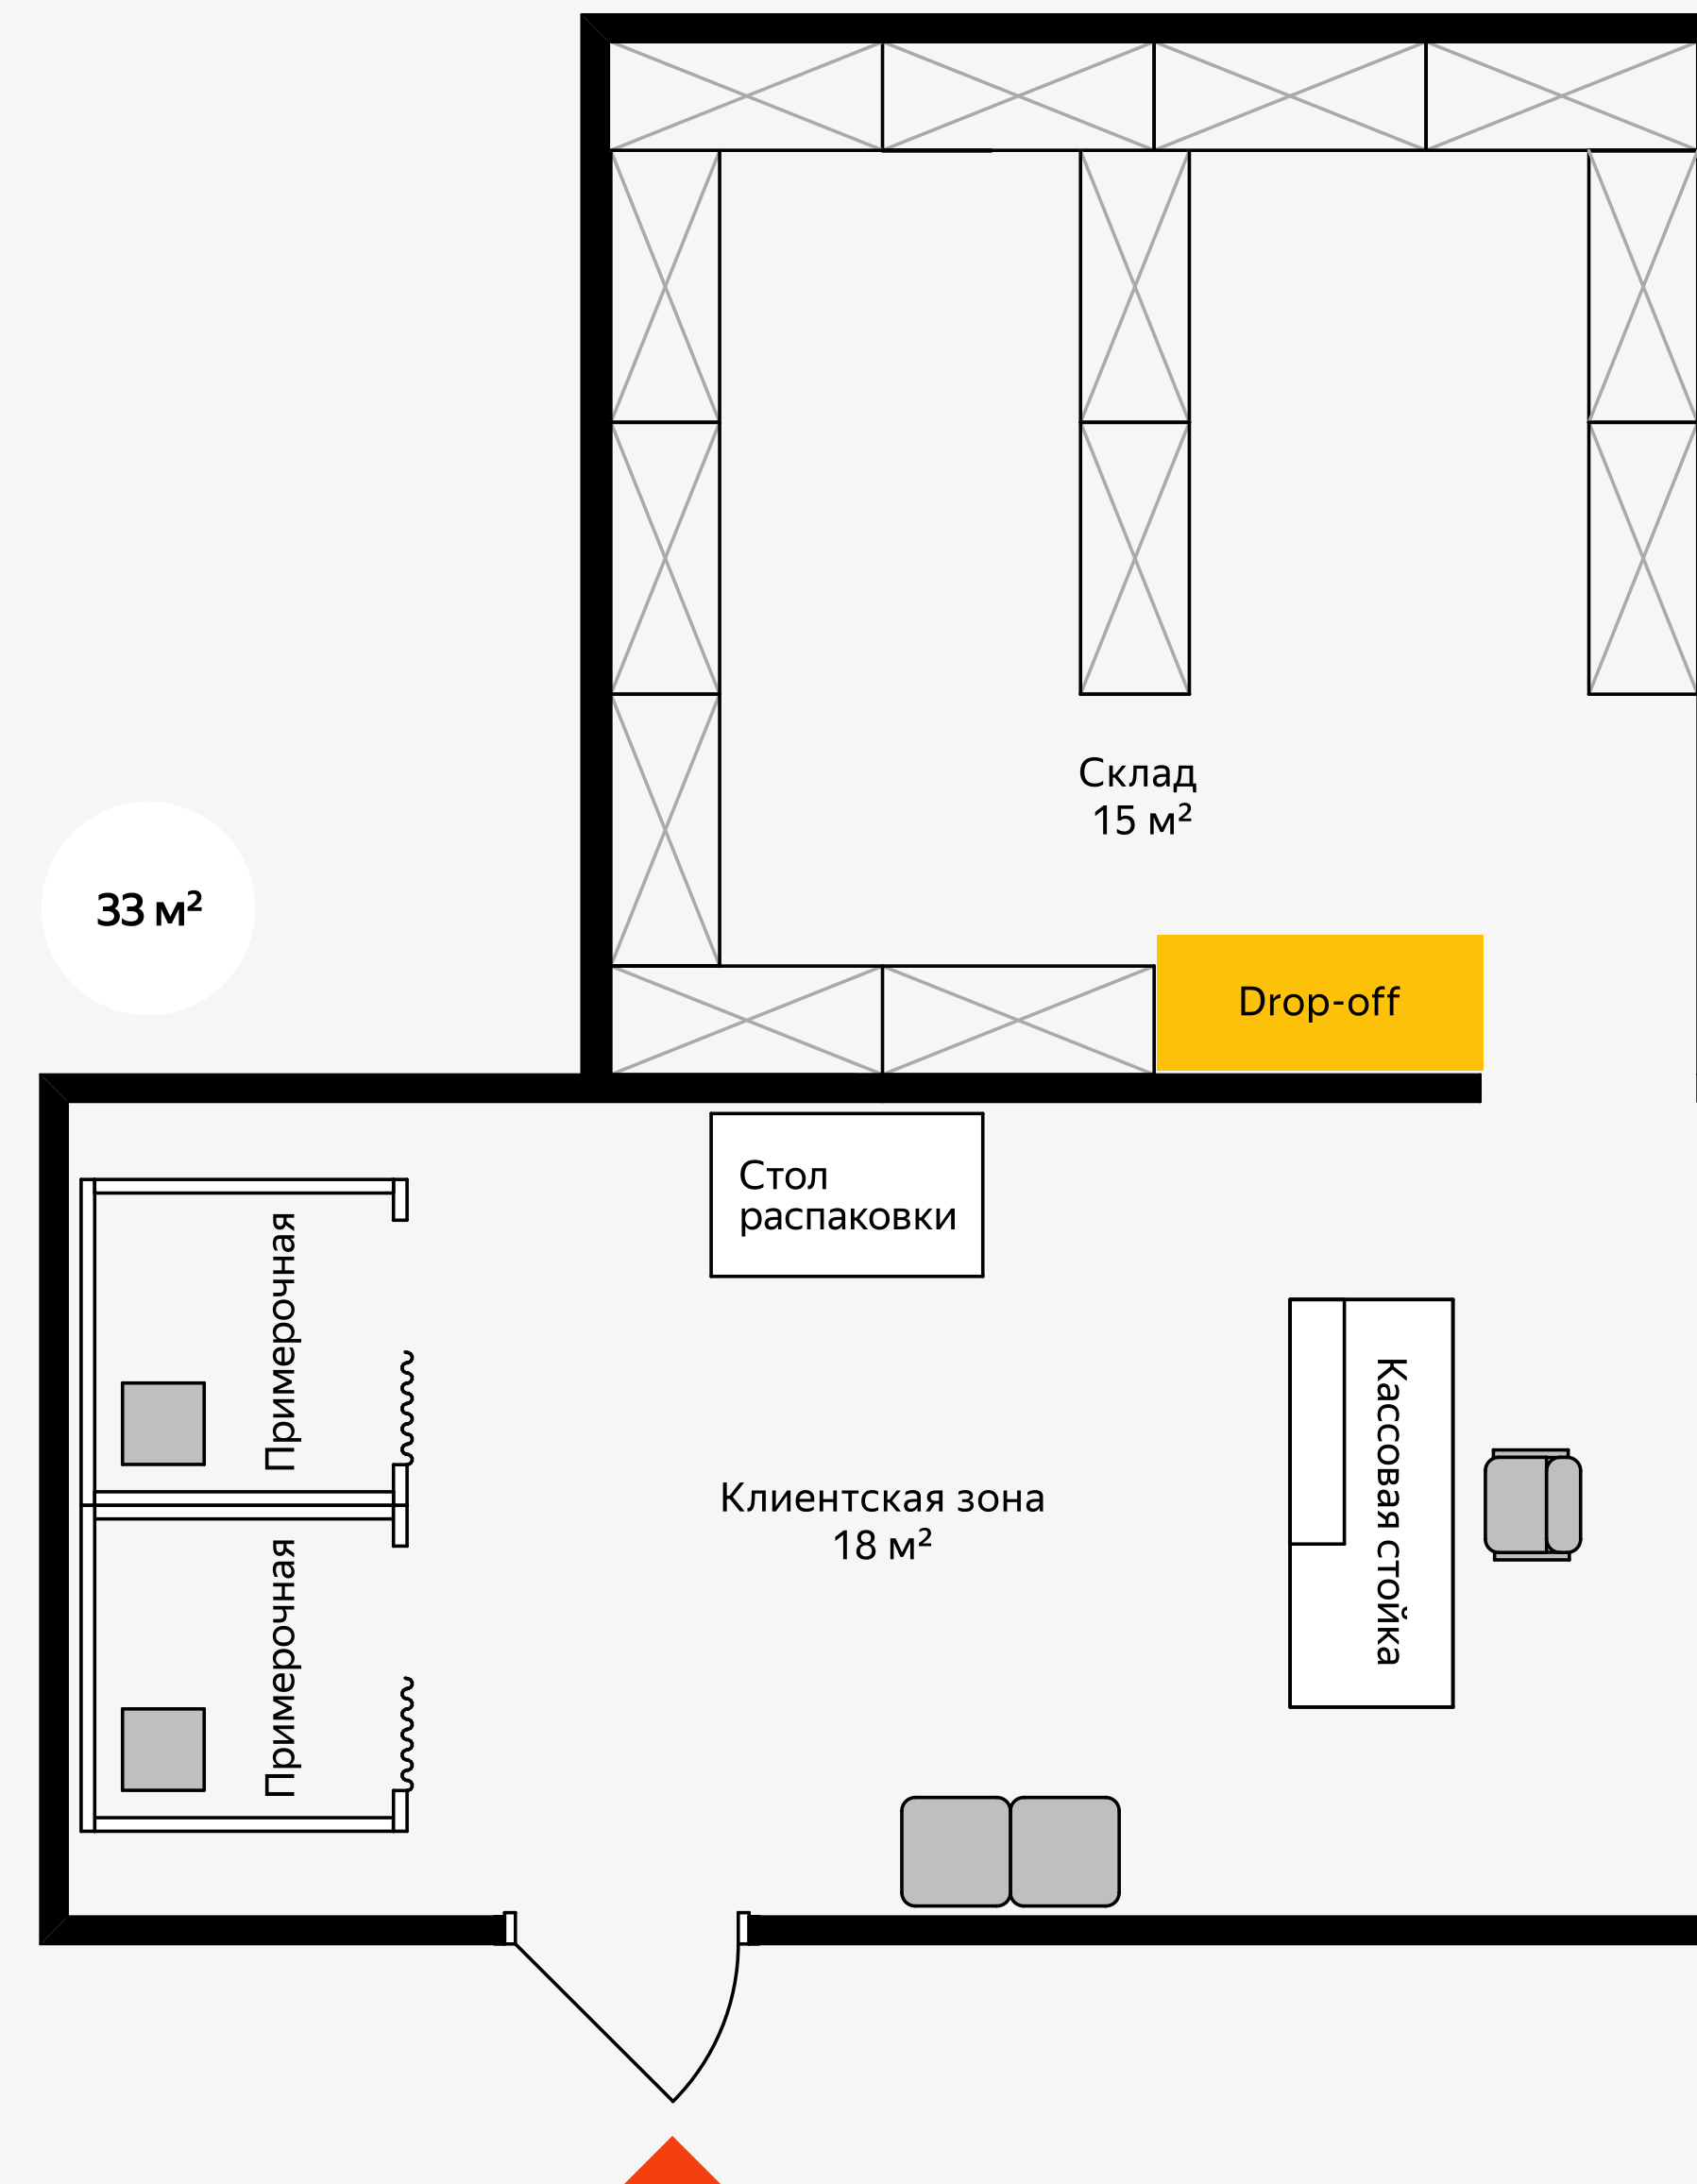 Склад
15 м²
33 м²
Drop-off
Стол
распаковки
Примерочная
Кассовая стойка
Клиентская зона
18 м²
Примерочная